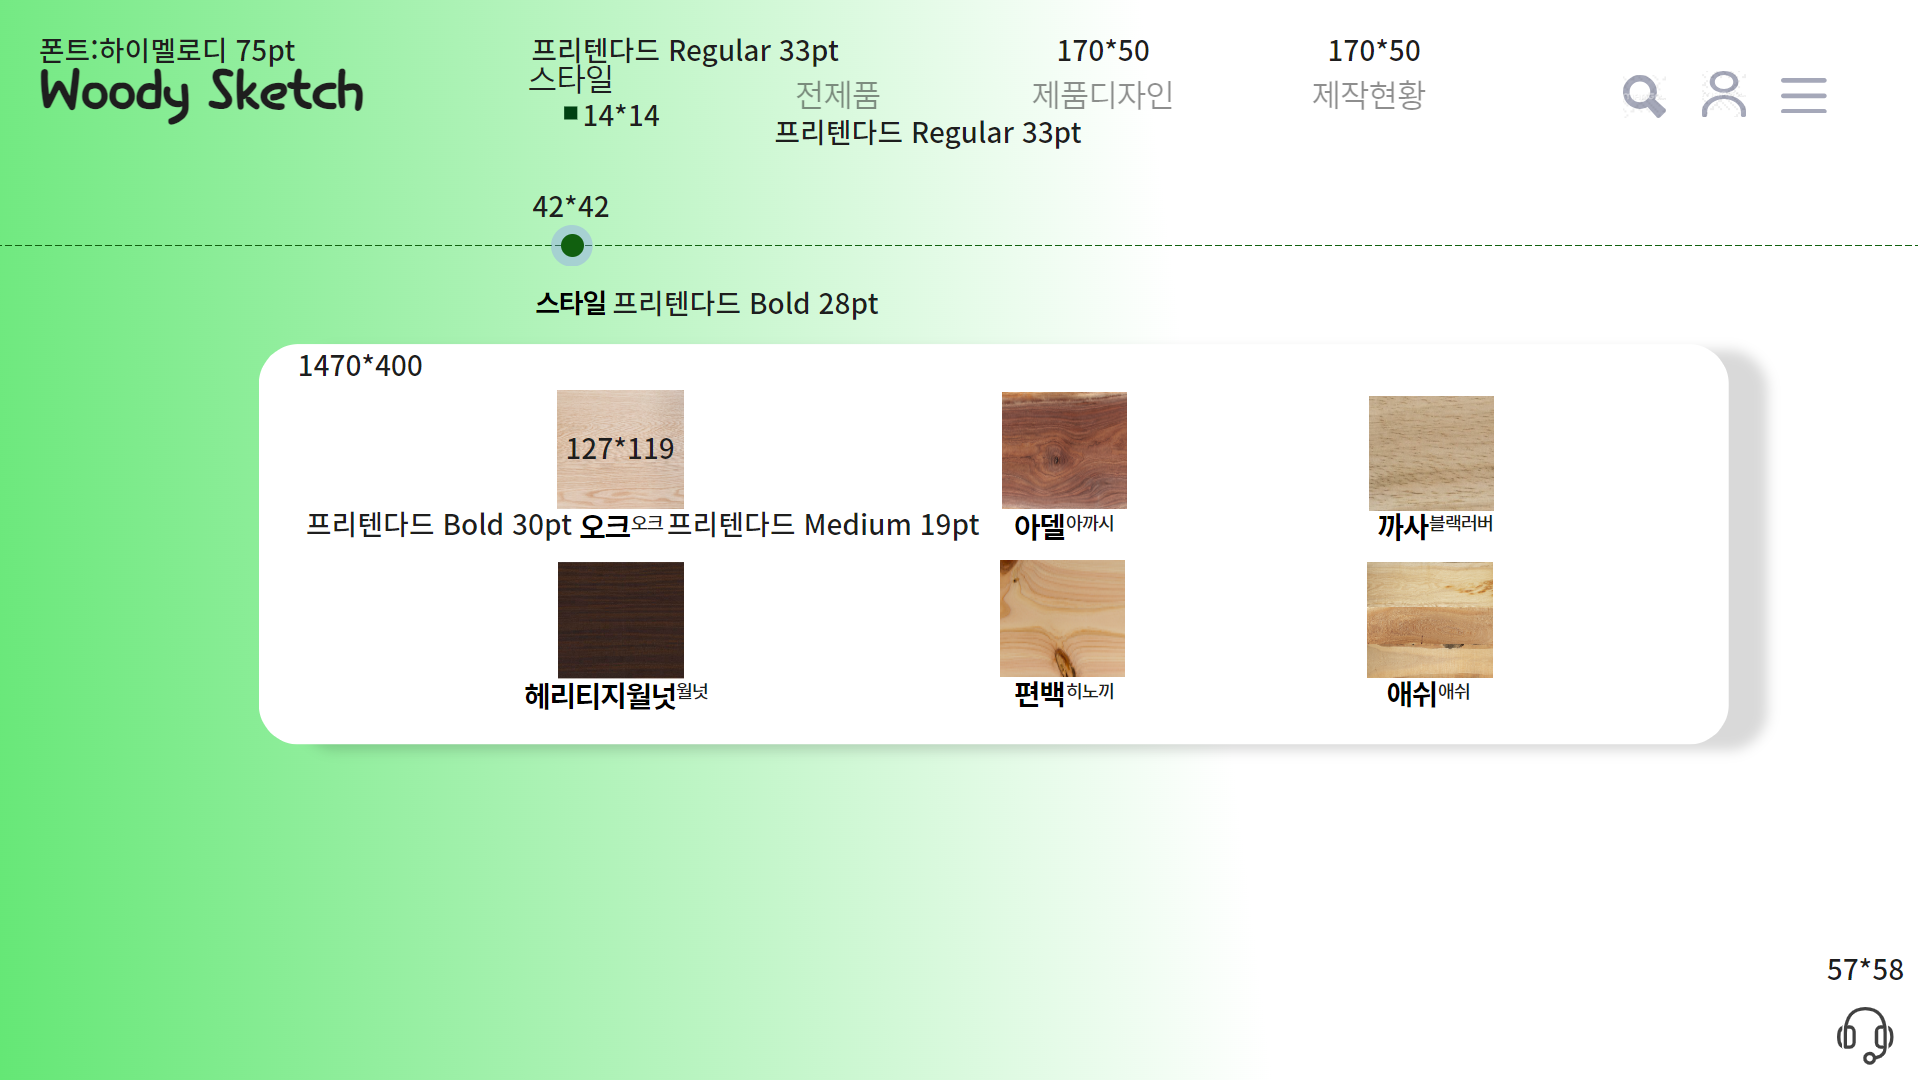 폰트:하이멜로디 75pt
Woody Sketch
프리텐다드 Regular 33pt
스타일
14*14
전제품
프리텐다드 Regular 33pt
170*50
제품디자인
170*50
제작현황
42*42
스타일 프리텐다드 Bold 28pt
1470*400
127*119
프리텐다드 Bold 30pt 오크 오크 프리텐다드 Medium 19pt
아델 아까시
까사 블랙러버
헤리티지월넛 월넛
편백 히노끼
애쉬 애쉬
57*58